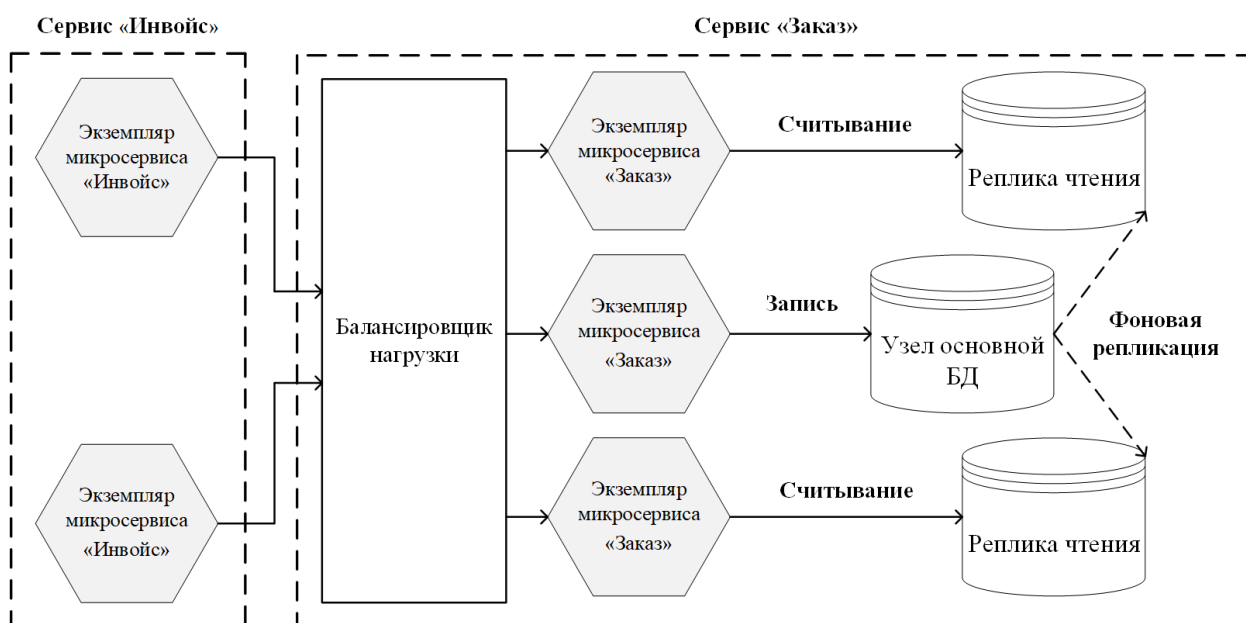 Сервис «Инвойс»
Сервис «Заказ»
Экземпляр
микросервиса
«Инвойс»
Экземпляр
микросервиса
«Инвойс»
Балансировщик
нагрузки
Экземпляр
микросервиса
«Заказ»
Считывание
Реплика чтения
Экземпляр
микросервиса
«Заказ»
Запись
Узел основной
БД
Фоновая
репликация
Экземпляр
микросервиса
«Заказ»
Считывание
Реплика чтения